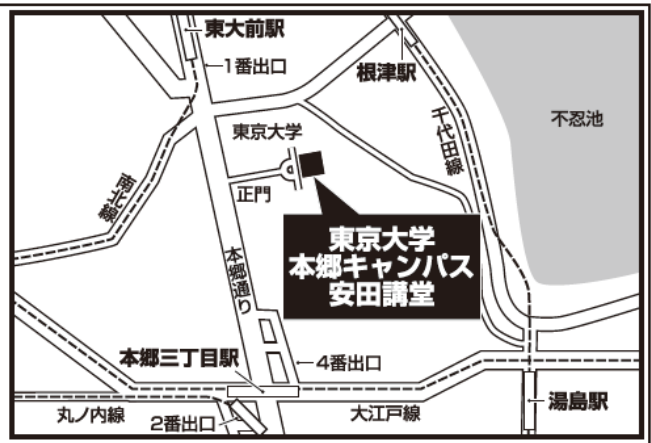 東大前駅
1番出口
根津駅
不忍池
東京大学
千代田線
正門
南北線
東京大学
本郷キャンパス
安田講堂
本郷通り
本郷三丁目駅
4番出口
湯島駅
丸ノ内線
2番出口
大江戸線